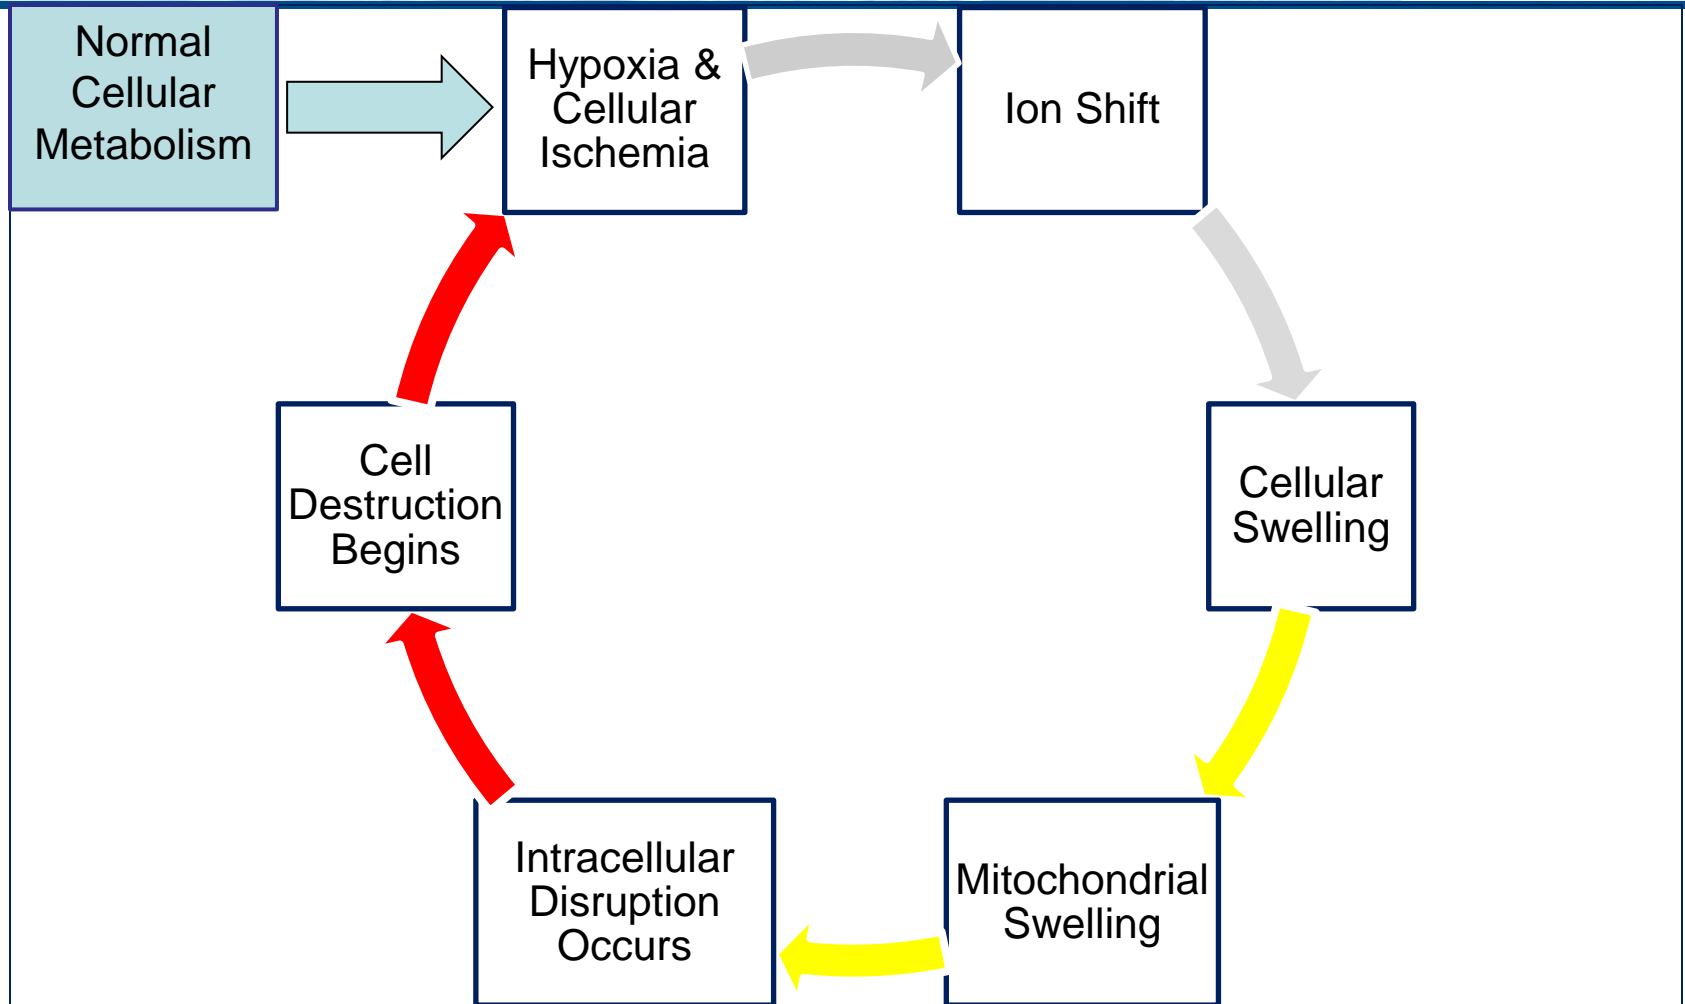 Normal
Cellular
Metabolism
Hypoxia &
Cellular
Ischemia
Ion Shift
Cellular
Swelling
Mitochondrial
Swelling
Intracellular
Disruption
Occurs
Cell
Destruction
Begins